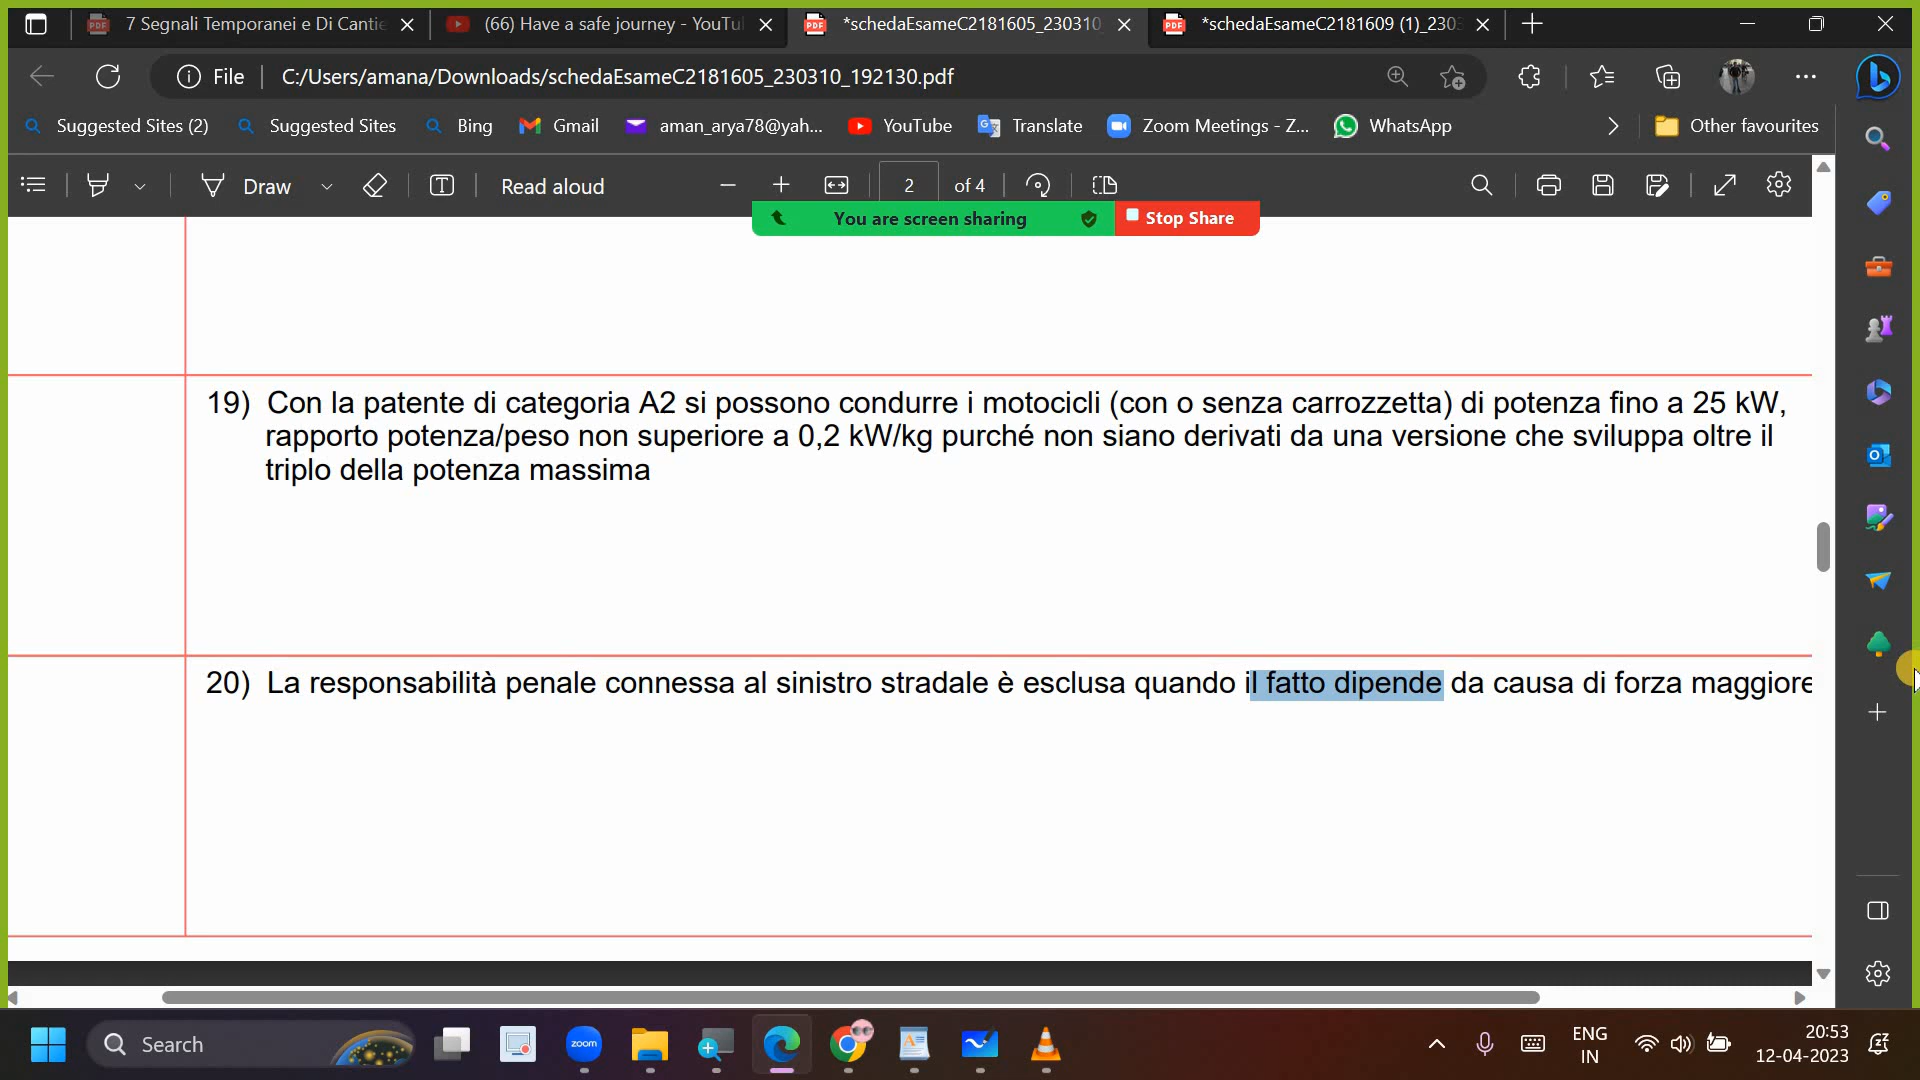 7 Segnali Temporanei e Di Cantie
(66) Have a safe journey - YouTu
*schedaEsameC2181605_230310
*schedaEsameC2181609 (1)_230
File
C:/Users/amana/Downloads/schedaEsameC2181605_230310_192130.pdf
Suggested Sites (2)
Suggested Sites
Bing
Gmail
aman_arya78@yah...
YouTube
Translate
Zoom Meetings - Z...
WhatsApp
Other favourites
Draw
Read aloud
2
of 4
You are screen sharing
Stop Share
19) Con la patente di categoria A2 si possono condurre i motocicli (con o senza carrozzetta) di potenza fino a 25 kW,
rapporto potenza/peso non superiore a 0,2 kW/kg purché non siano derivati da una versione che sviluppa oltre il
triplo della potenza massima
20) La responsabilità penale connessa al sinistro stradale è esclusa quando il fatto dipende da causa di forza maggiore
Search
zoom
ENG
IN
20:53
12-04-2023